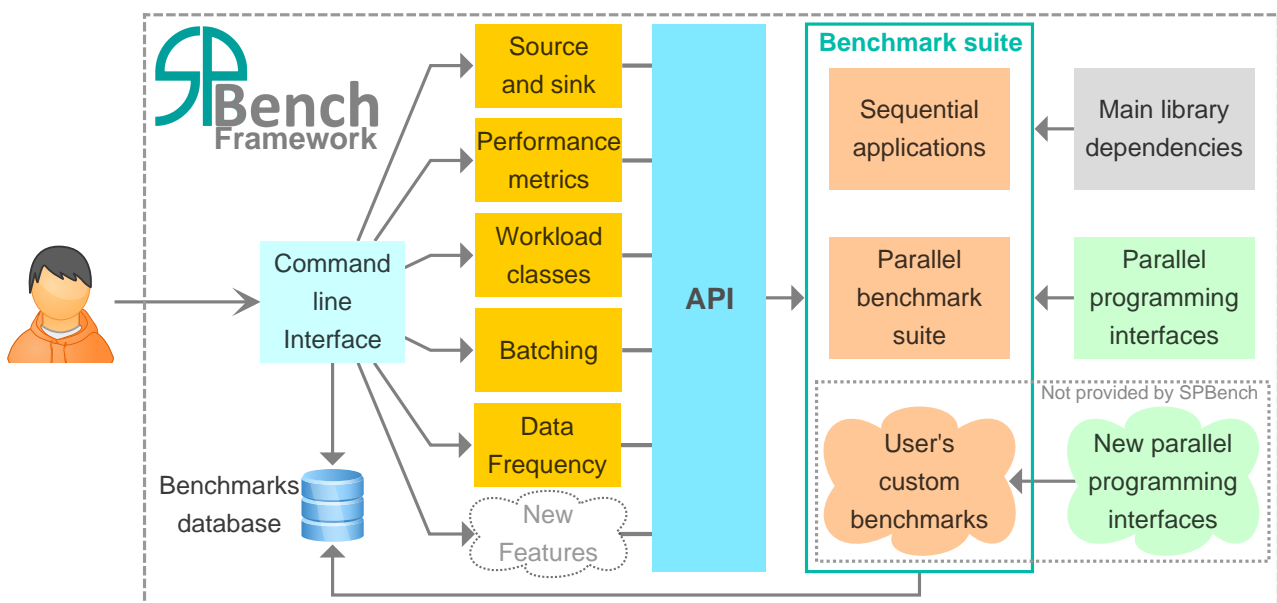 SP
Bench
Framework
Command
line
Interface
Benchmarks
database
Source
and sink
Performance
metrics
Workload
classes
Batching
Data
Frequency
New
Features
API
Benchmark suite
Sequential
applications
Parallel
benchmark
suite
User's
custom
benchmarks
Main library
dependencies
Parallel
programming
interfaces
Not provided by SPBench
New parallel
programming
interfaces